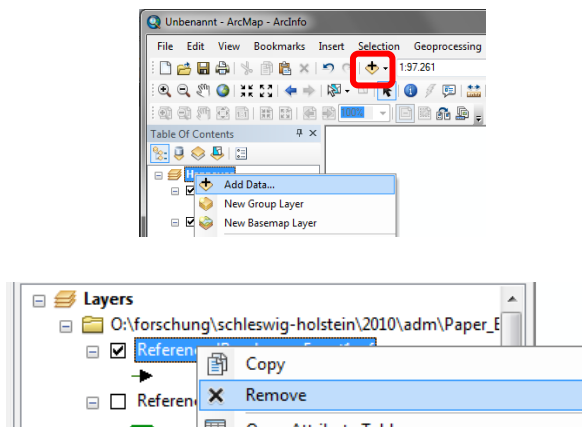 Unbenannt - ArcMap - ArcInfo
File Edit View Bookmarks Insert Selection Geoprocessing
1:97.261
100%
Table Of Contents
Add Data...
New Group Layer
New Basemap Layer
Layers
O:\forschung\schleswig-holstein\2010\adm\Paper_E
Copy
Remove